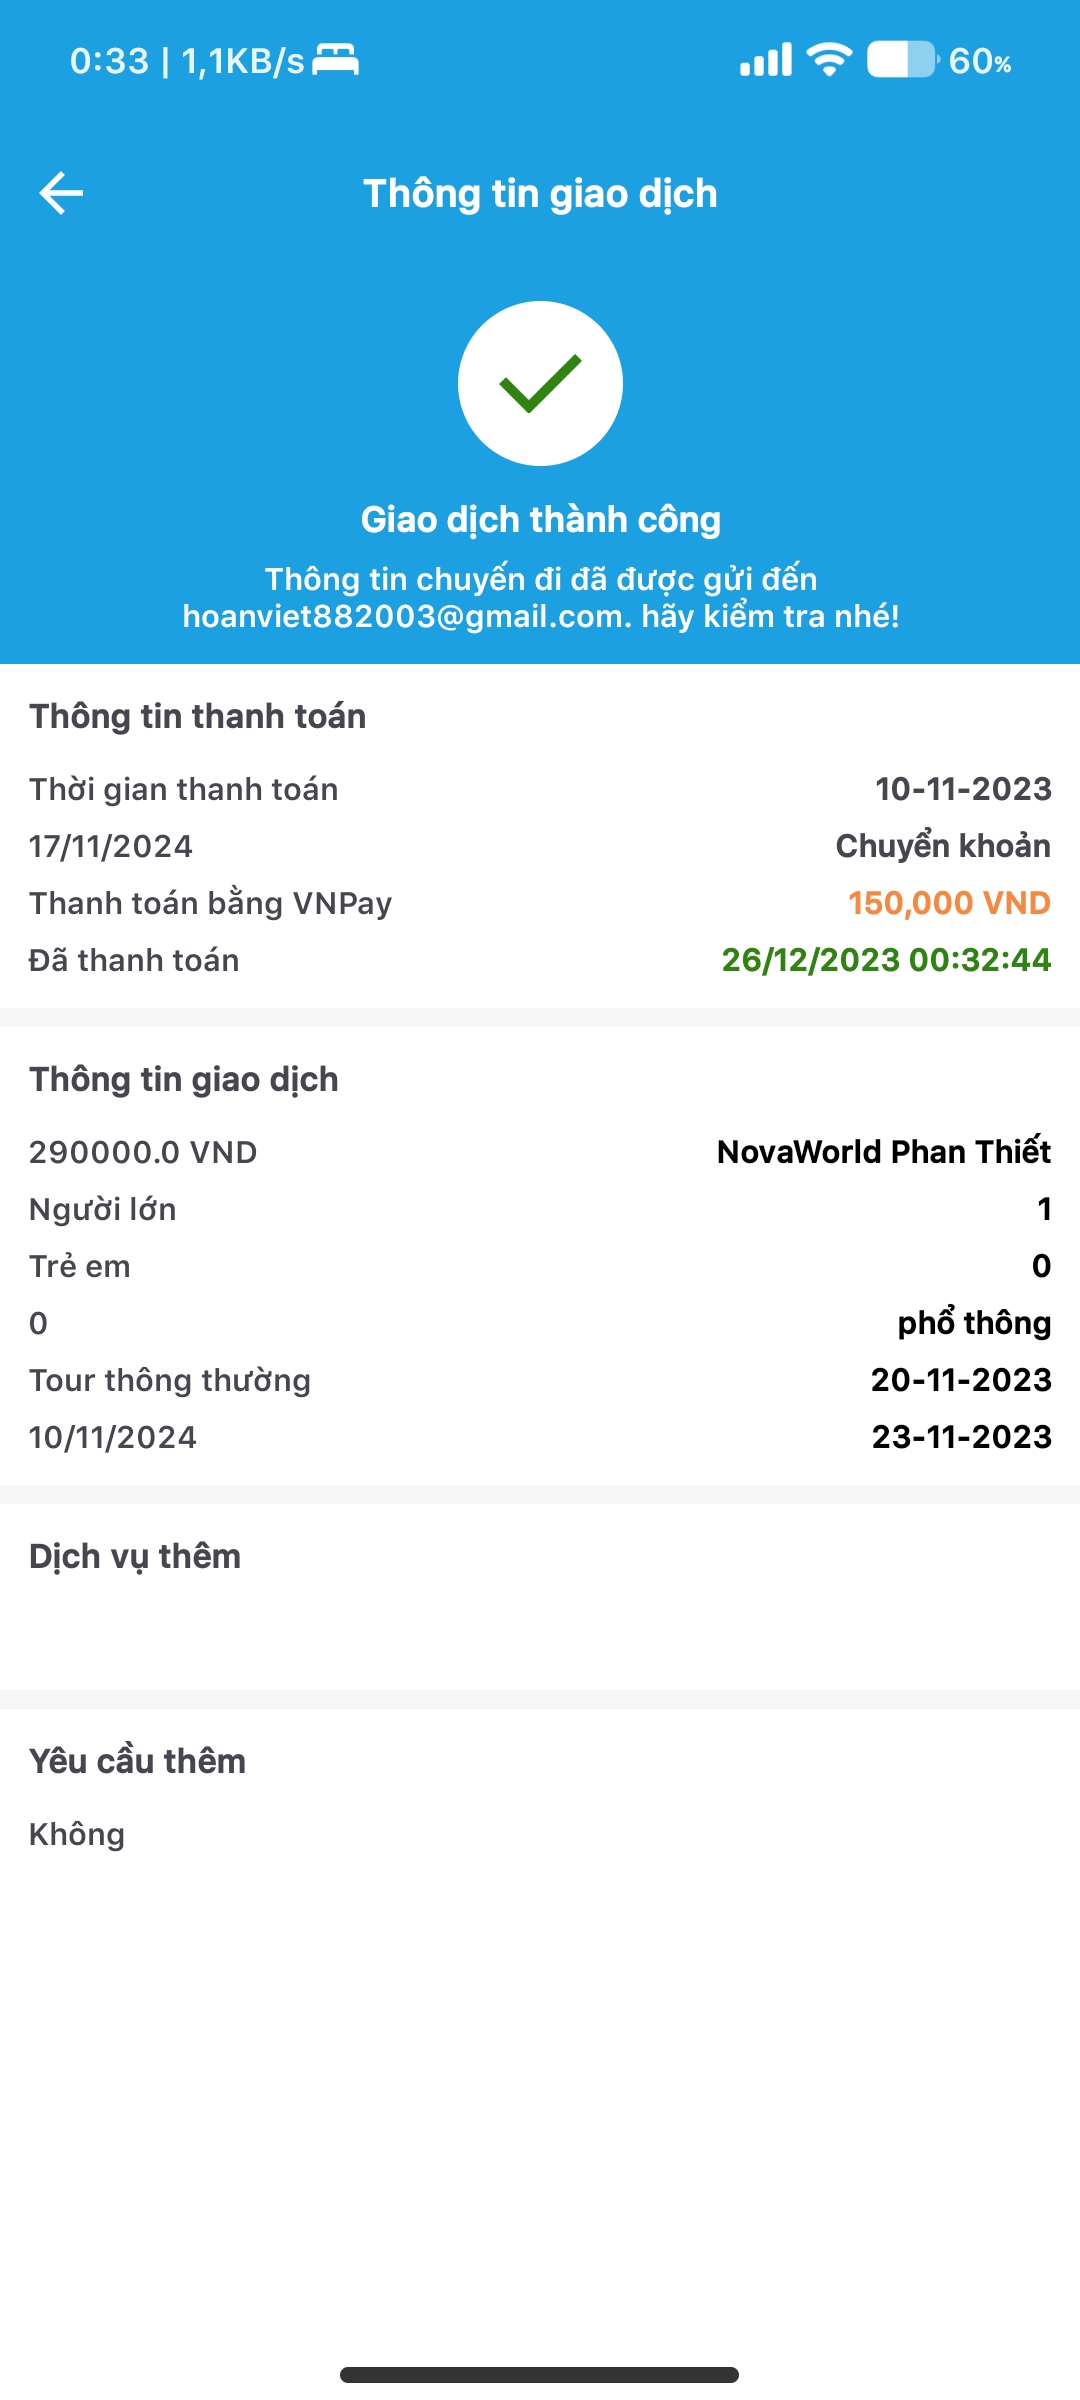 0:33 | 1,1KB/s
60%
Thông tin giao dịch
Giao dịch thành công
Thông tin chuyến đi đã được gửi đến
hoanviet882003@gmail.com. hãy kiểm tra nhé!
Thông tin thanh toán
Thời gian thanh toán 10-11-2023
17/11/2024 Chuyển khoản
Thanh toán bằng VNPay 150,000 VND
Đã thanh toán 26/12/2023 00:32:44
Thông tin giao dịch
290000.0 VND NovaWorld Phan Thiết
Người lớn 1
Trẻ em 0
0 phổ thông
Tour thông thường 20-11-2023
10/11/2024 23-11-2023
Dịch vụ thêm
Yêu cầu thêm
Không